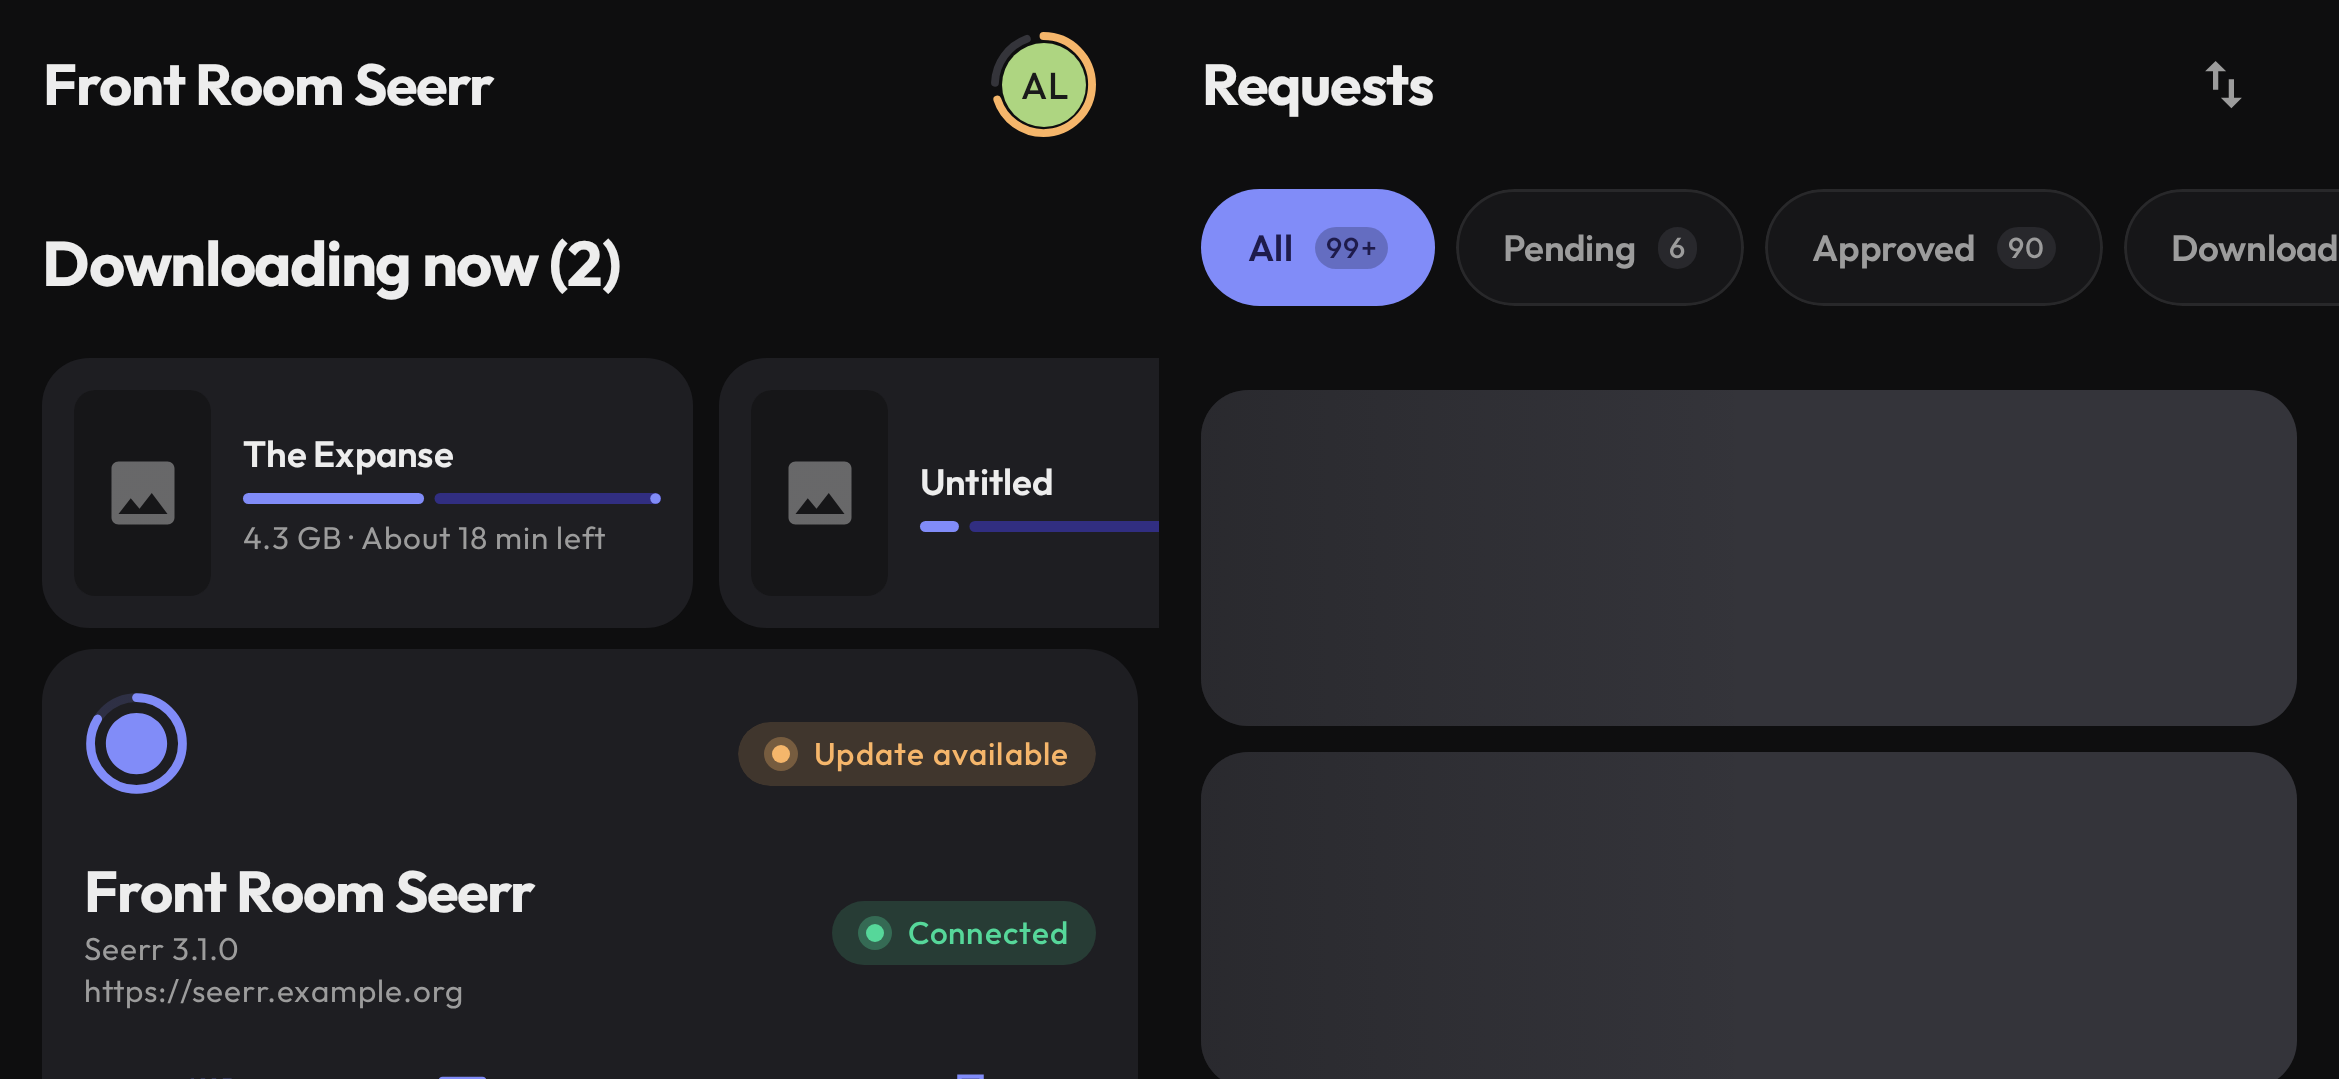 Front Room Seerr
AL
Downloading now (2)
The Expanse
4.3 GB · About 18 min left
Untitled
Update available
Front Room Seerr
Seerr 3.1.0
https://seerr.example.org
Connected
Requests
All 99+
Pending 6
Approved 90
Download